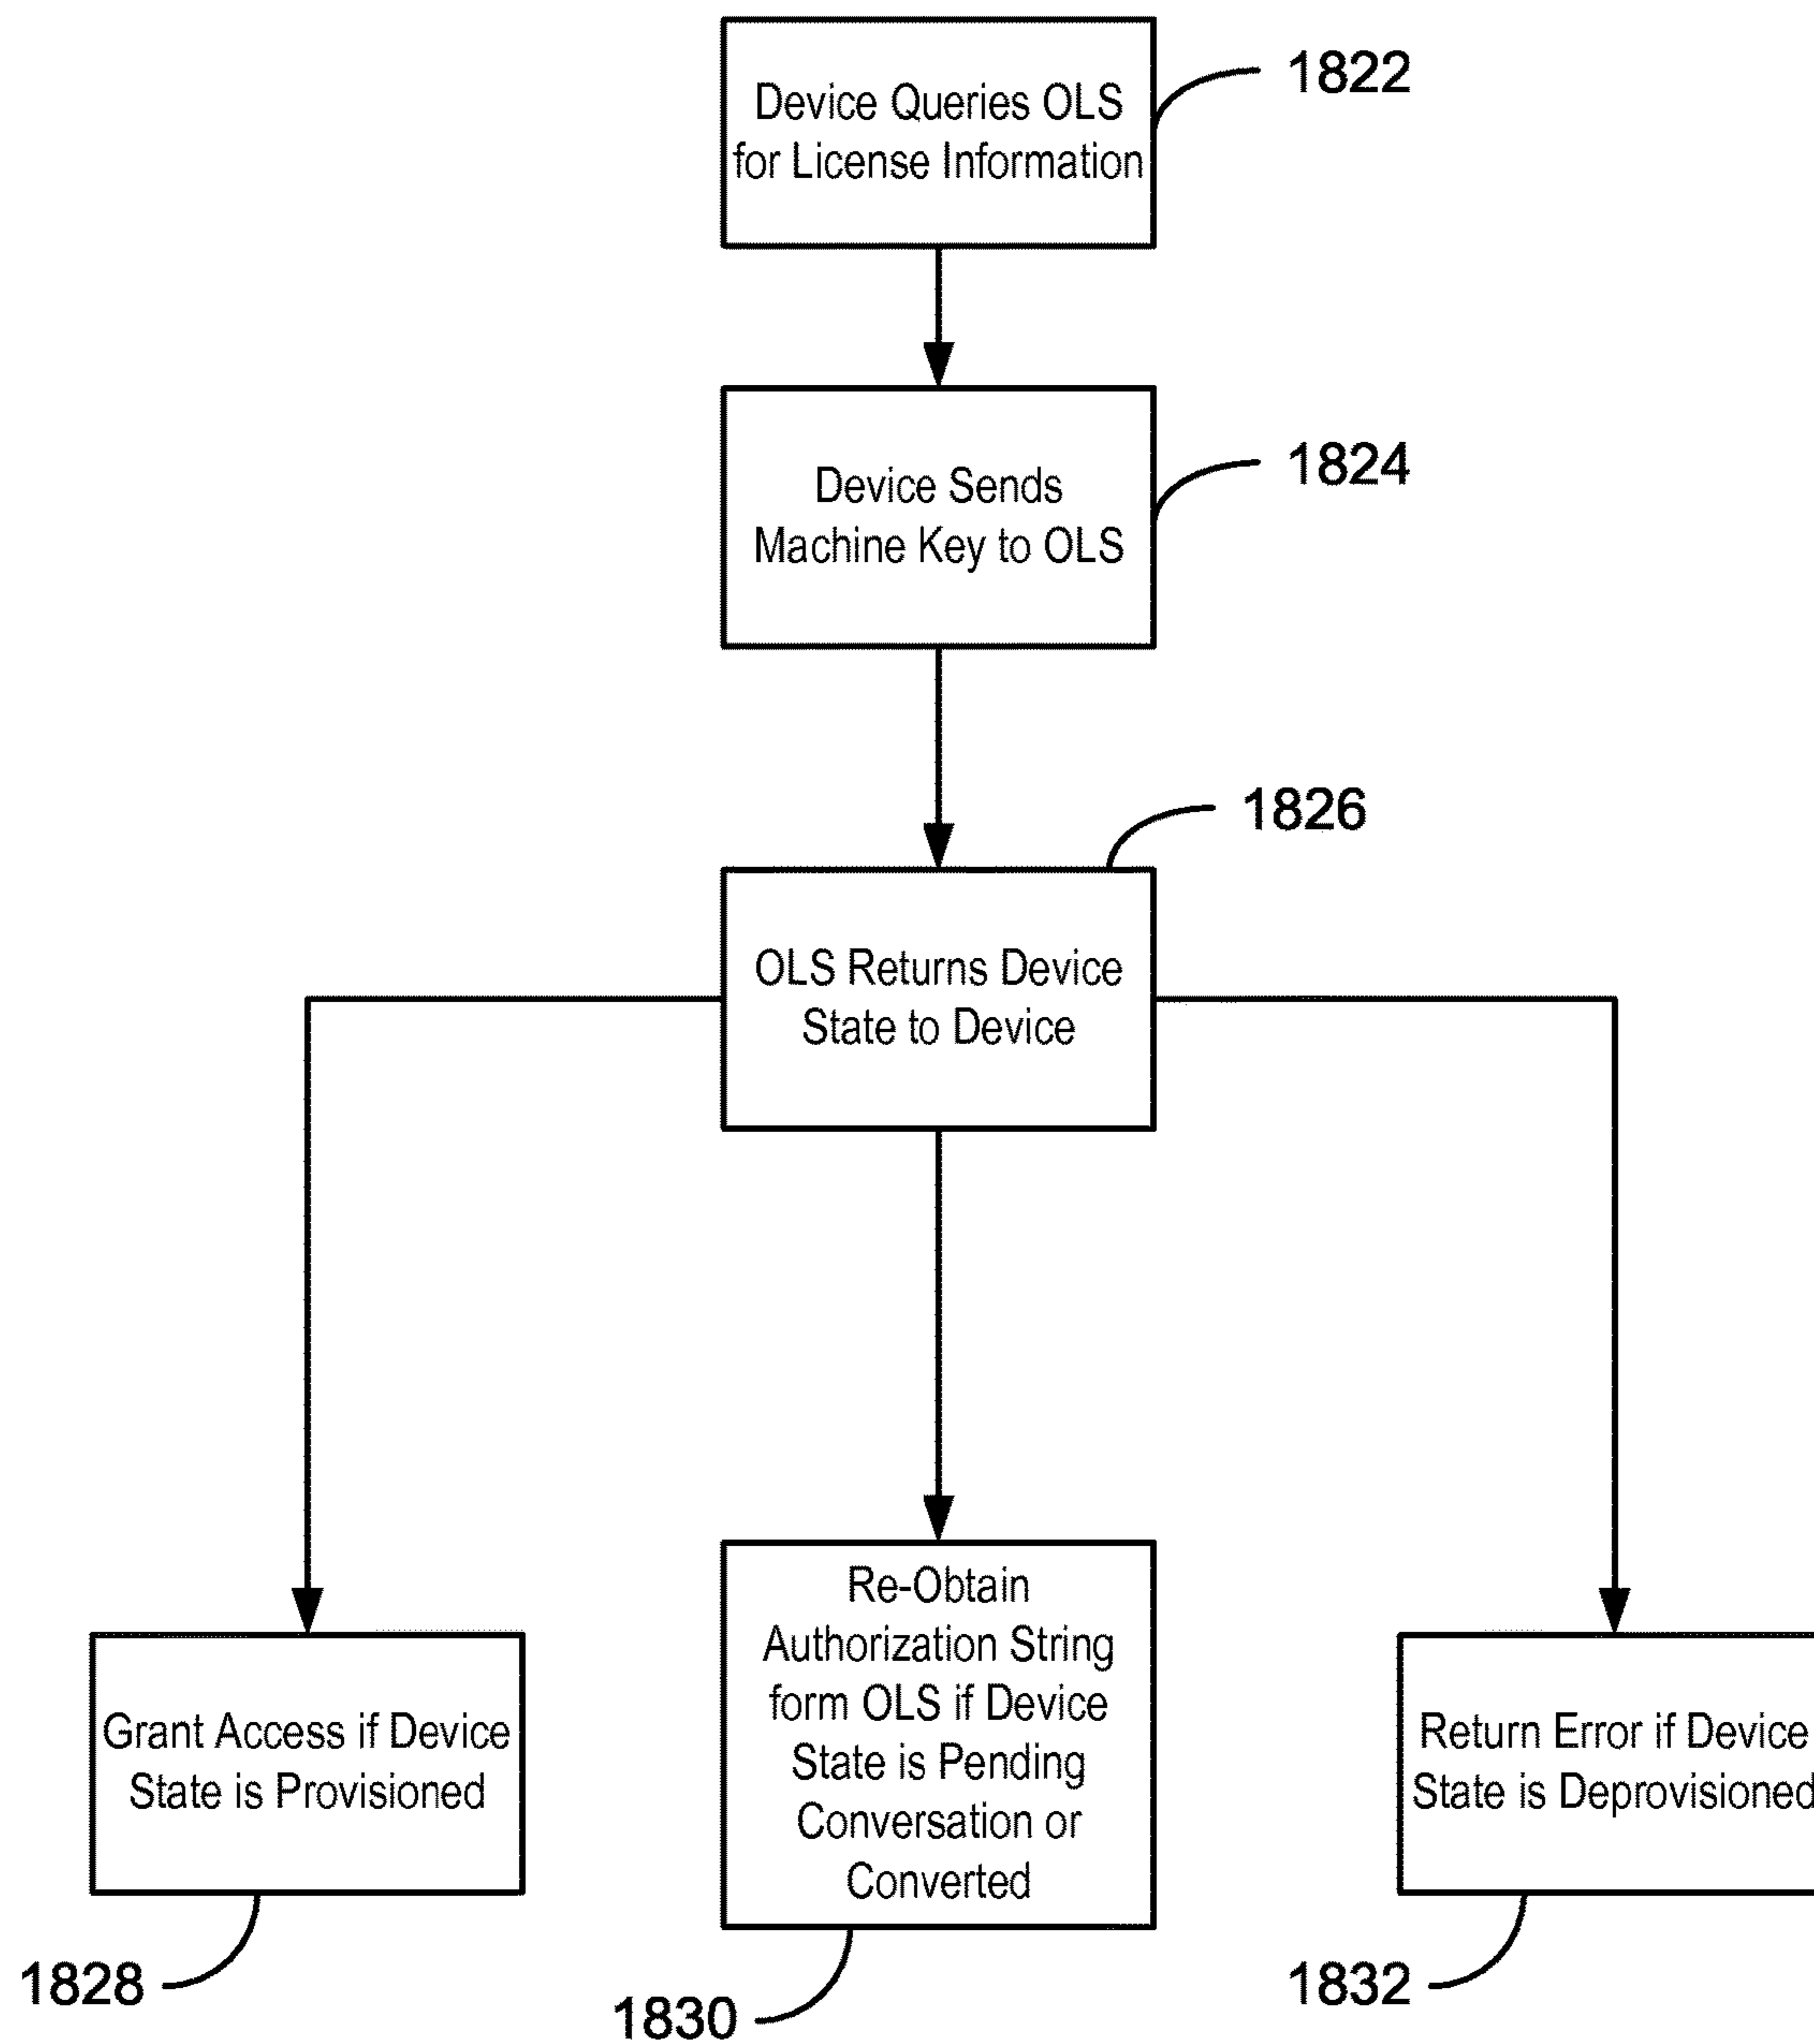 Device Queries OLS
for License Information
1822
Device Sends
Machine Key to OLS
1824
1826
OLS Returns Device
State to Device
Grant Access if Device
State is Provisioned
1828
Re-Obtain
Authorization String
form OLS if Device
State is Pending
Conversation or
Converted
1830
Return Error if Device
State is Deprovisioned
1832